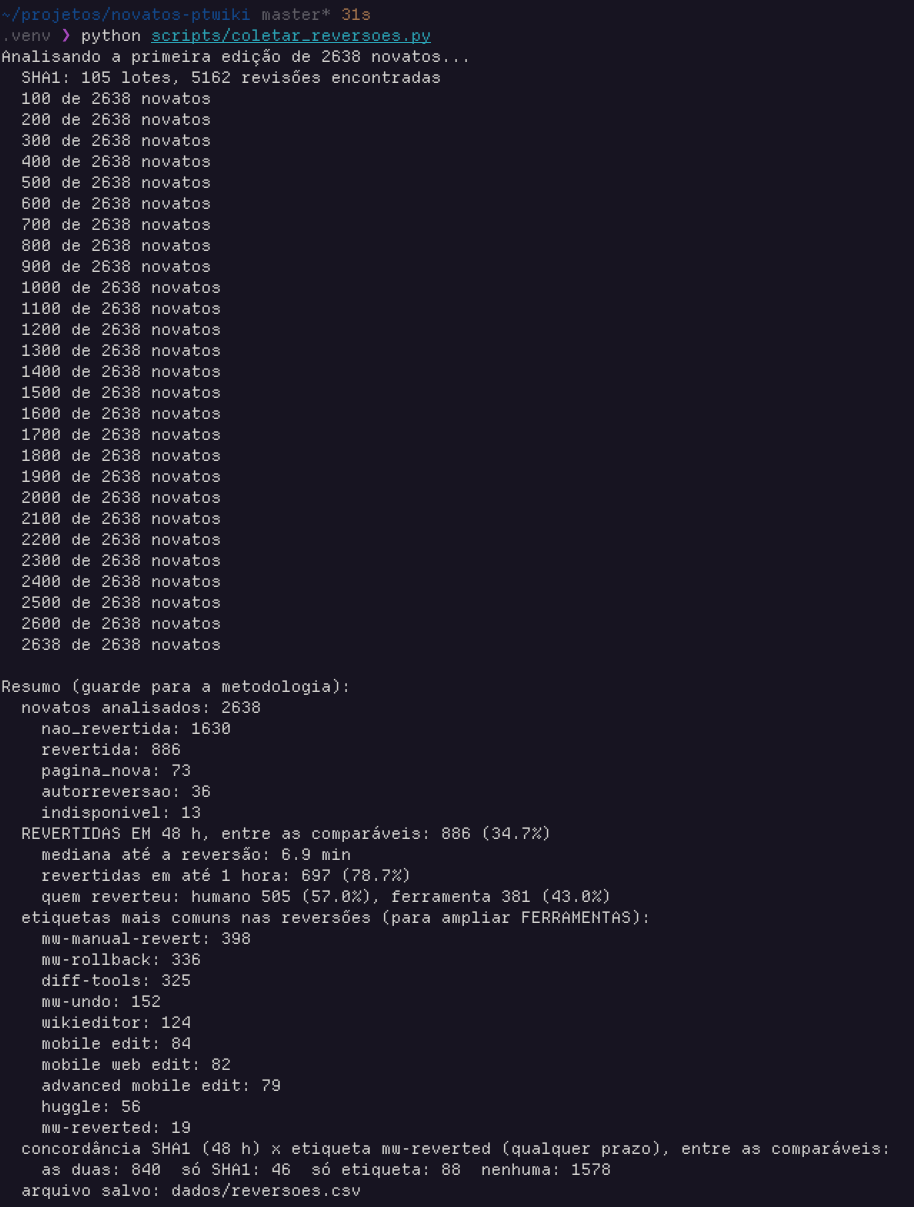 ~/projetos/novatos-ptwiki master* 31s
.venv ❯ python scripts/coletar_reversoes.py
Analisando a primeira edição de 2638 novatos...
  SHA1: 105 lotes, 5162 revisões encontradas
  100 de 2638 novatos
  200 de 2638 novatos
  300 de 2638 novatos
  400 de 2638 novatos
  500 de 2638 novatos
  600 de 2638 novatos
  700 de 2638 novatos
  800 de 2638 novatos
  900 de 2638 novatos
  1000 de 2638 novatos
  1100 de 2638 novatos
  1200 de 2638 novatos
  1300 de 2638 novatos
  1400 de 2638 novatos
  1500 de 2638 novatos
  1600 de 2638 novatos
  1700 de 2638 novatos
  1800 de 2638 novatos
  1900 de 2638 novatos
  2000 de 2638 novatos
  2100 de 2638 novatos
  2200 de 2638 novatos
  2300 de 2638 novatos
  2400 de 2638 novatos
  2500 de 2638 novatos
  2600 de 2638 novatos
  2638 de 2638 novatos

Resumo (guarde para a metodologia):
  novatos analisados: 2638
    nao_revertida: 1630
    revertida: 886
    pagina_nova: 73
    autorreversao: 36
    indisponivel: 13
  REVERTIDAS EM 48 h, entre as comparáveis: 886 (34.7%)
    mediana até a reversão: 6.9 min
    revertidas em até 1 hora: 697 (78.7%)
    quem reverteu: humano 505 (57.0%), ferramenta 381 (43.0%)
  etiquetas mais comuns nas reversões (para ampliar FERRAMENTAS):
    mw-manual-revert: 398
    mw-rollback: 336
    diff-tools: 325
    mw-undo: 152
    wikieditor: 124
    mobile edit: 84
    mobile web edit: 82
    advanced mobile edit: 79
    huggle: 56
    mw-reverted: 19
  concordância SHA1 (48 h) x etiqueta mw-reverted (qualquer prazo), entre as comparáveis:
    as duas: 840  só SHA1: 46  só etiqueta: 88  nenhuma: 1578
  arquivo salvo: dados/reversoes.csv